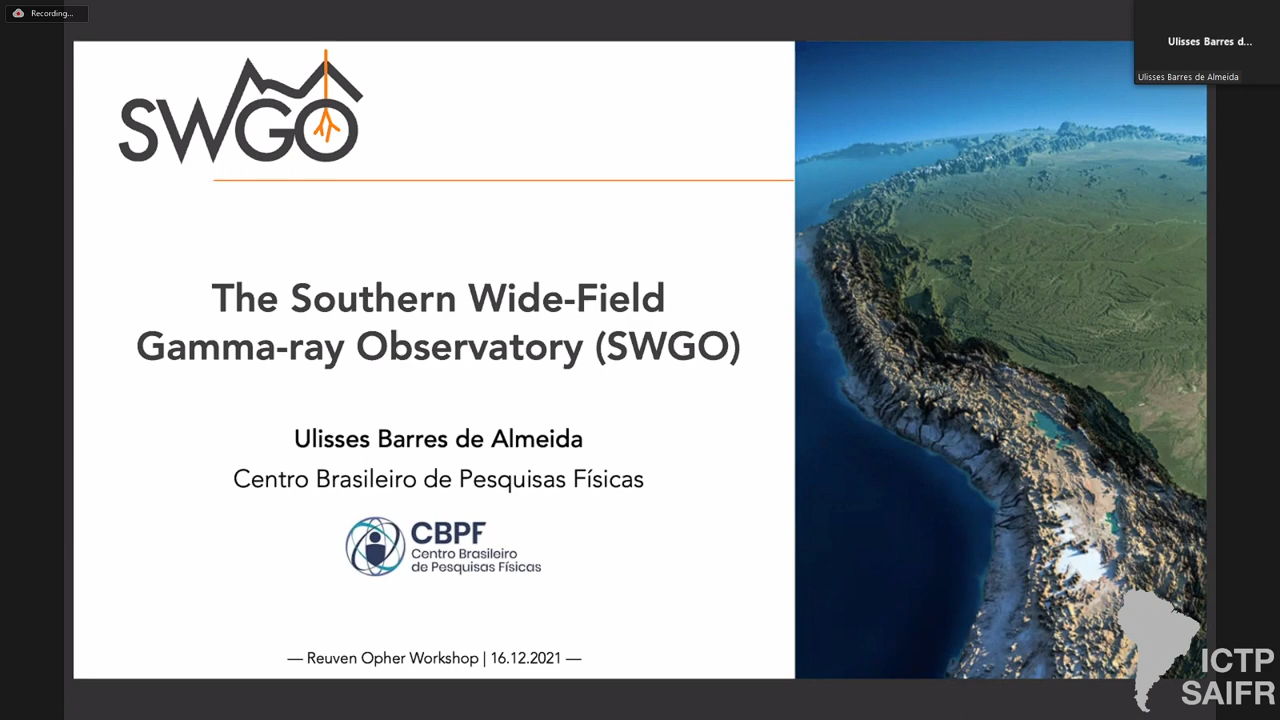 Recording...
Ulisses Barres d...
Ulisses Barres de Almeida
SWGO
The Southern Wide-Field
Gamma-ray Observatory (SWGO)
Ulisses Barres de Almeida
Centro Brasileiro de Pesquisas Físicas
CBPF
Centro Brasileiro
de Pesquisas Físicas
— Reuven Opher Workshop | 16.12.2021 —
ICTP
SAIFR